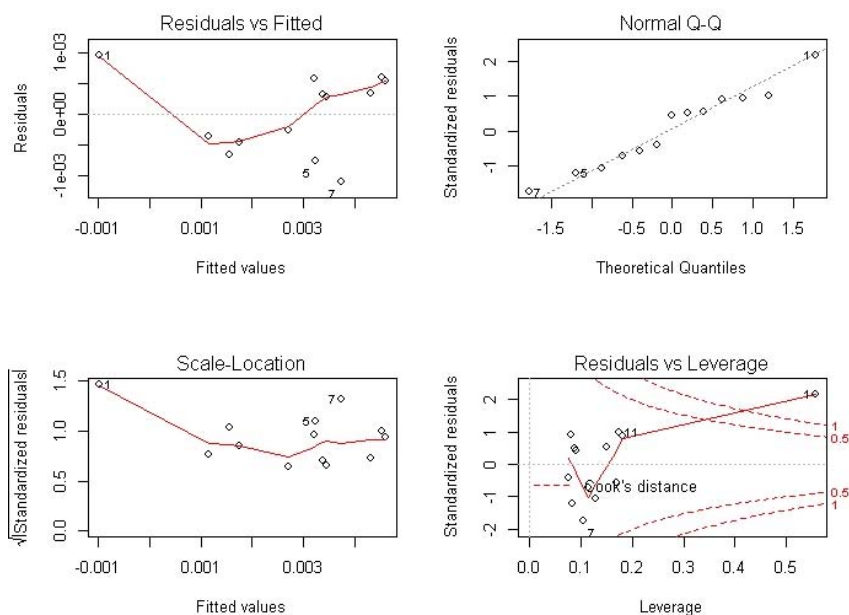 Residuals vs Fitted
Residuals
1e-03
0e+00
-1e-03
1
5
7
-0.001
0.001
0.003
Fitted values
Normal Q-Q
Standardized residuals
2
1
0
-1
1
5
7
-1.5
-0.5
0.0
0.5
1.0
1.5
Theoretical Quantiles
Scale-Location
√|Standardized residuals|
1.5
1.0
0.5
0.0
1
5
7
-0.001
0.001
0.003
Fitted values
Residuals vs Leverage
Standardized residuals
2
1
0
-1
-2
1
11
7
Cook's distance
1
0.5
0.5
1
0.0
0.1
0.2
0.3
0.4
0.5
Leverage